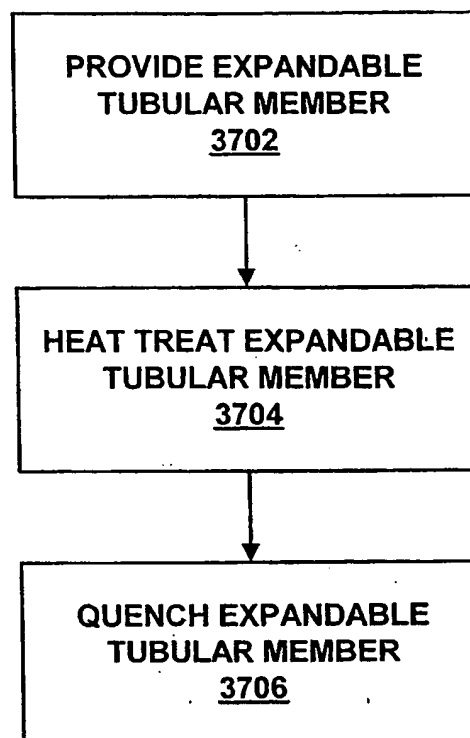 PROVIDE EXPANDABLE
TUBULAR MEMBER
3702
HEAT TREAT EXPANDABLE
TUBULAR MEMBER
3704
QUENCH EXPANDABLE
TUBULAR MEMBER
3706